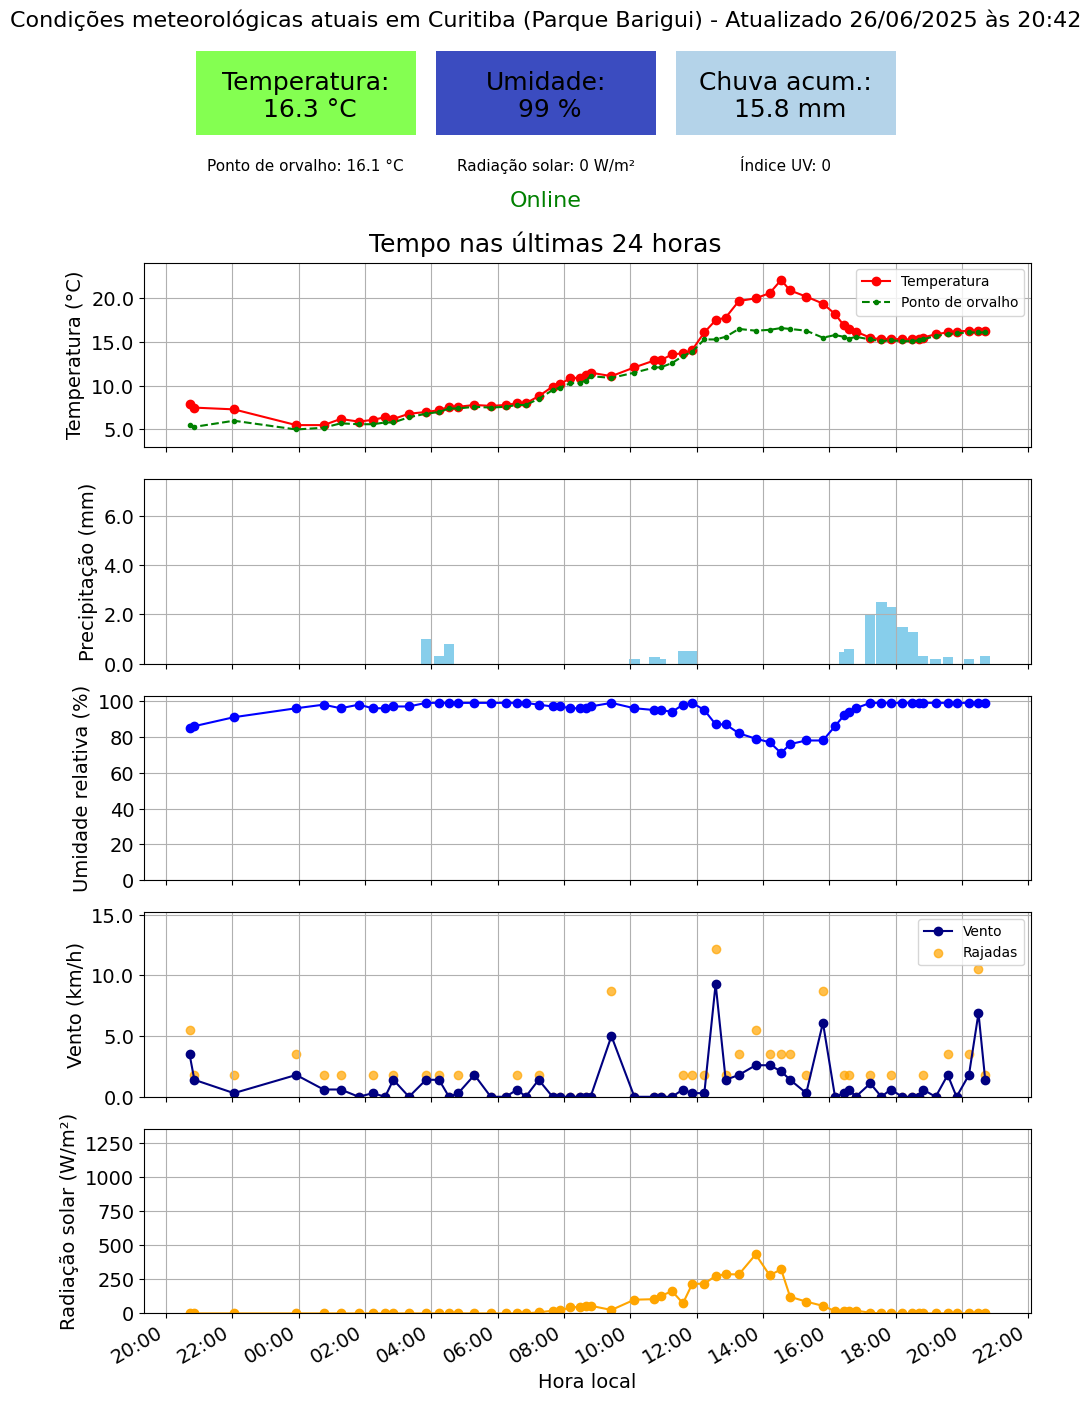 Condições meteorológicas atuais em Curitiba (Parque Barigui) - Atualizado 26/06/2025 às 20:42
Temperatura:
16.3 °C
Umidade:
99 %
Chuva acum.:
15.8 mm
Ponto de orvalho: 16.1 °C
Radiação solar: 0 W/m²
Índice UV: 0
Online
Tempo nas últimas 24 horas
Temperatura (°C)
20.0
15.0
10.0
5.0
Temperatura
Ponto de orvalho
Precipitação (mm)
6.0
4.0
2.0
0.0
Umidade relativa (%)
100
80
60
40
20
0
Vento (km/h)
15.0
10.0
5.0
0.0
Vento
Rajadas
Radiação solar (W/m²)
1250
1000
750
500
250
0
20:00
22:00
00:00
02:00
04:00
06:00
08:00
10:00
12:00
14:00
16:00
18:00
20:00
22:00
Hora local